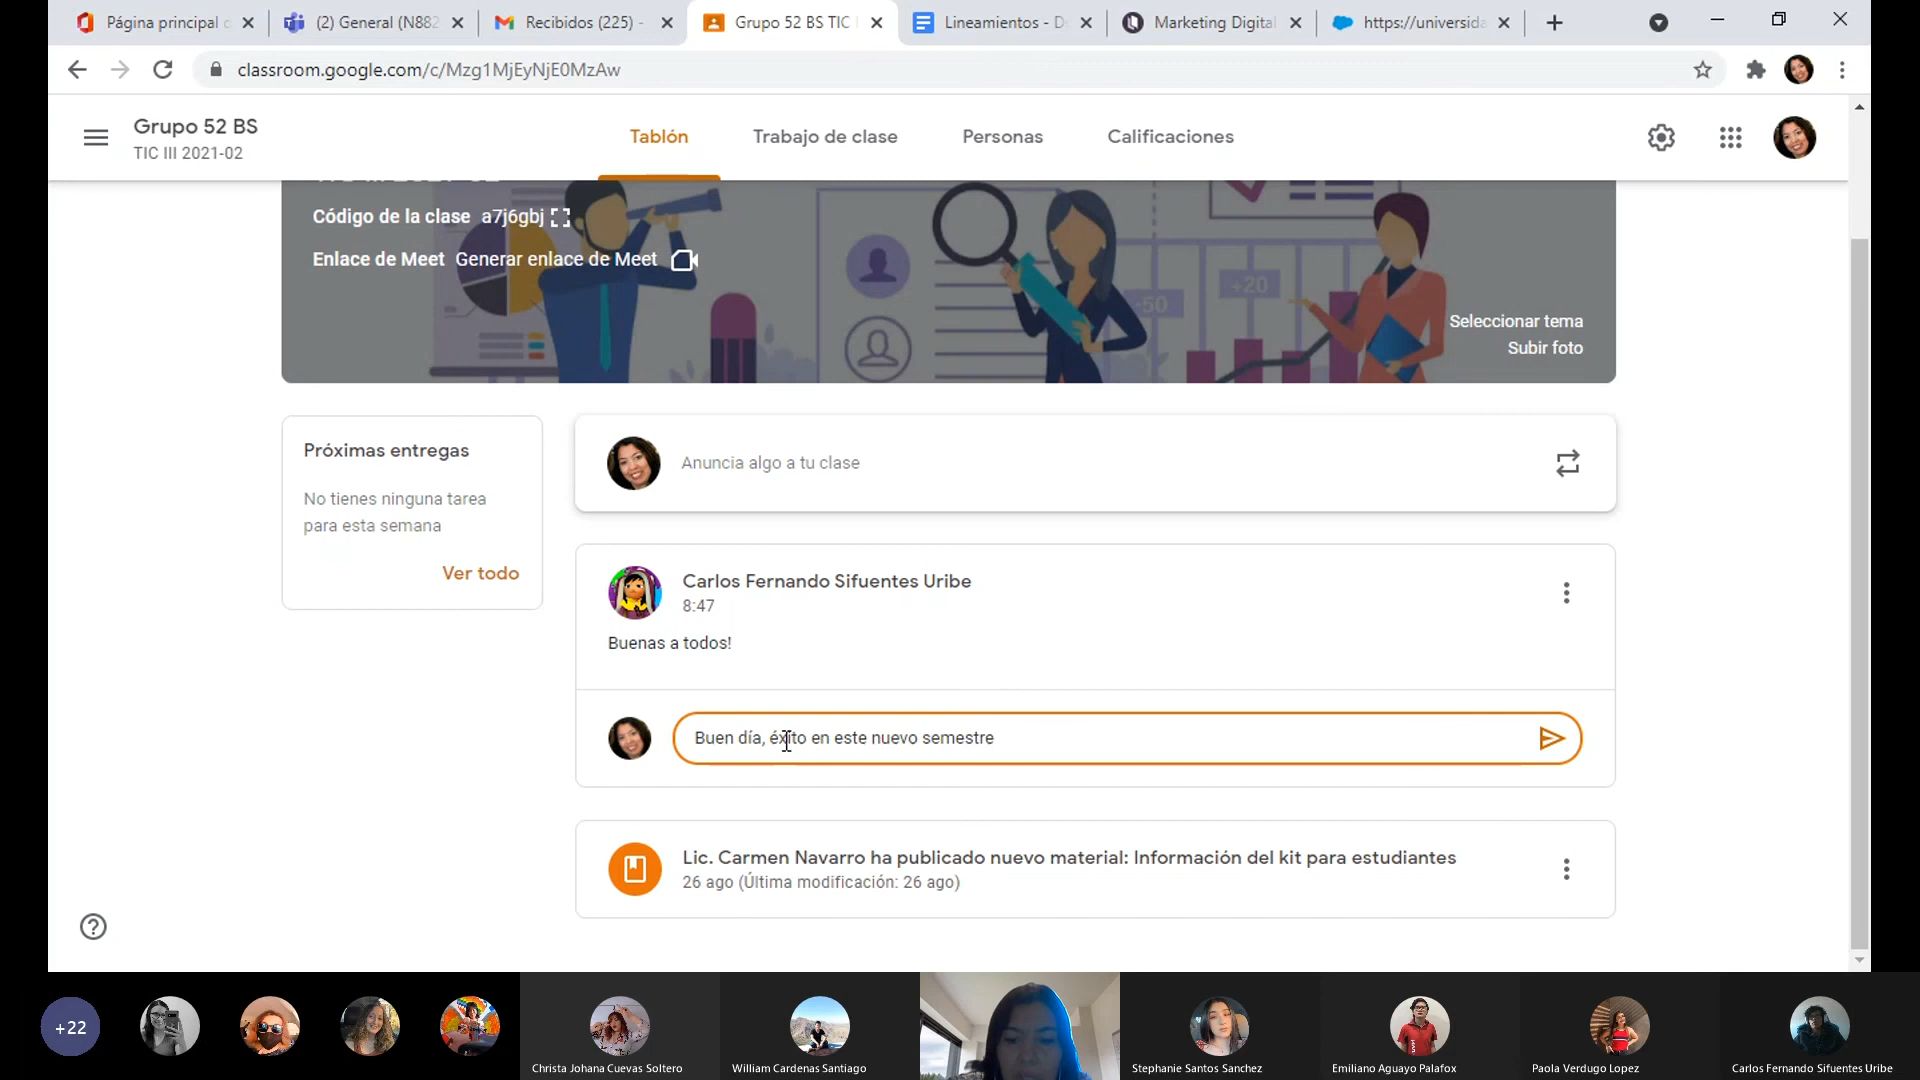 Página principal
(2) General (N882
Recibidos (225) -
Grupo 52 BS TIC
Lineamientos - D
Marketing Digital
https://universida
classroom.google.com/c/Mzg1MjEyNjE0MzAw
Grupo 52 BS
TIC III 2021-02
Tablón
Trabajo de clase
Personas
Calificaciones
Código de la clase a7j6gbj
Enlace de Meet Generar enlace de Meet
-50
+20
Seleccionar tema
Subir foto
Próximas entregas
No tienes ninguna tarea
para esta semana
Ver todo
Anuncia algo a tu clase
Carlos Fernando Sifuentes Uribe
8:47
Buenas a todos!
Buen día, éxito en este nuevo semestre
Lic. Carmen Navarro ha publicado nuevo material: Información del kit para estudiantes
26 ago (Última modificación: 26 ago)
+22
Christa Johana Cuevas Soltero
William Cardenas Santiago
Stephanie Santos Sanchez
Emiliano Aguayo Palafox
Paola Verdugo Lopez
Carlos Fernando Sifuentes Uribe